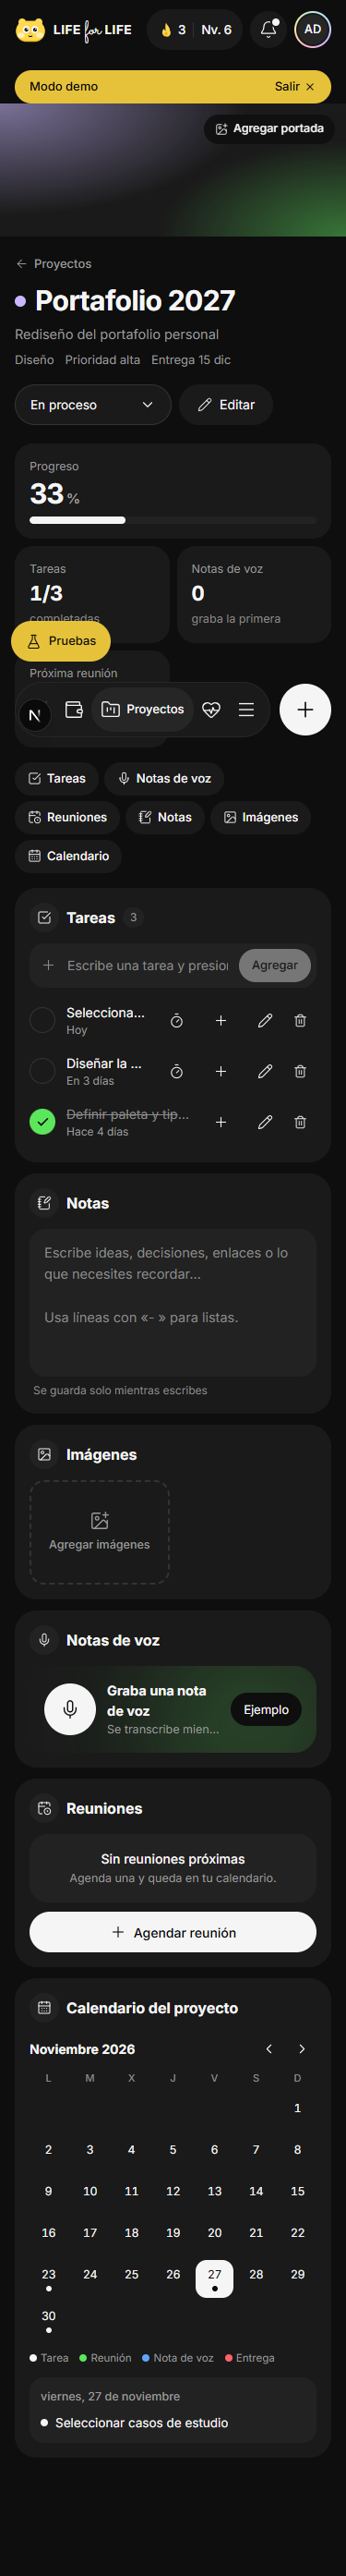 LIFE for LIFE
3
Nv. 6
AD
Modo demo
Salir
Agregar portada
Proyectos
Portafolio 2027
Rediseño del portafolio personal
Diseño Prioridad alta Entrega 15 dic
En proceso
Editar
Progreso
33 %
Tareas
1/3
completadas
Notas de voz
0
graba la primera
Pruebas
Próxima reunión
N
Proyectos
Tareas
Notas de voz
Reuniones
Notas
Imágenes
Calendario
Tareas 3
Escribe una tarea y presion
Agregar
Selecciona...
Hoy
Diseñar la ...
En 3 días
Definir paleta y tip...
Hace 4 días
Notas
Escribe ideas, decisiones, enlaces o lo
que necesites recordar...
Usa líneas con «- » para listas.
Se guarda solo mientras escribes
Imágenes
Agregar imágenes
Notas de voz
Graba una nota
de voz
Se transcribe mien...
Ejemplo
Reuniones
Sin reuniones próximas
Agenda una y queda en tu calendario.
Agendar reunión
Calendario del proyecto
Noviembre 2026
L M X J V S D
1
2 3 4 5 6 7 8
9 10 11 12 13 14 15
16 17 18 19 20 21 22
23 24 25 26 27 28 29
30
Tarea Reunión Nota de voz Entrega
viernes, 27 de noviembre
Seleccionar casos de estudio